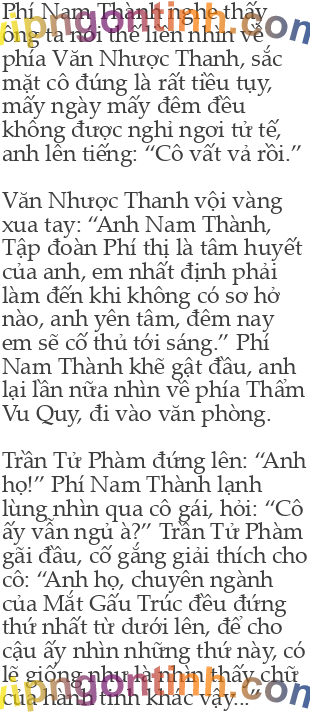 Phí Nam Thành nghe thấy
ông ta nói thế liền nhìn về
phía Văn Nhược Thanh, sắc
mặt cô đúng là rất tiều tụy,
mấy ngày mấy đêm đều
không được nghỉ ngơi tử tế,
anh lên tiếng: “Cô vất vả rồi.”
Văn Nhược Thanh vội vàng
xua tay: “Anh Nam Thành,
Tập đoàn Phí thị là tâm huyết
của anh, em nhất định phải
làm đến khi không có sơ hở
nào, anh yên tâm, đêm nay
em sẽ cố thủ tới sáng.” Phí
Nam Thành khẽ gật đầu, anh
lại lần nữa nhìn về phía Thẩm
Vu Quy, đi vào văn phòng.
Trần Tử Phàm đứng lên: “Anh
họ!” Phí Nam Thành lạnh
lùng nhìn qua cô gái, hỏi: “Cô
ấy vẫn ngủ à?” Trần Tử Phàm
gãi đầu, cố gắng giải thích cho
cô: “Anh họ, chuyên ngành
của Mắt Gấu Trúc đều đứng
thứ nhất từ dưới lên, để cho
cậu ấy nhìn những thứ này, có
lẽ giống như là nhìn thấy chữ
của hành tinh khác vậy...”
vipngontinh.com
vipngontinh.com